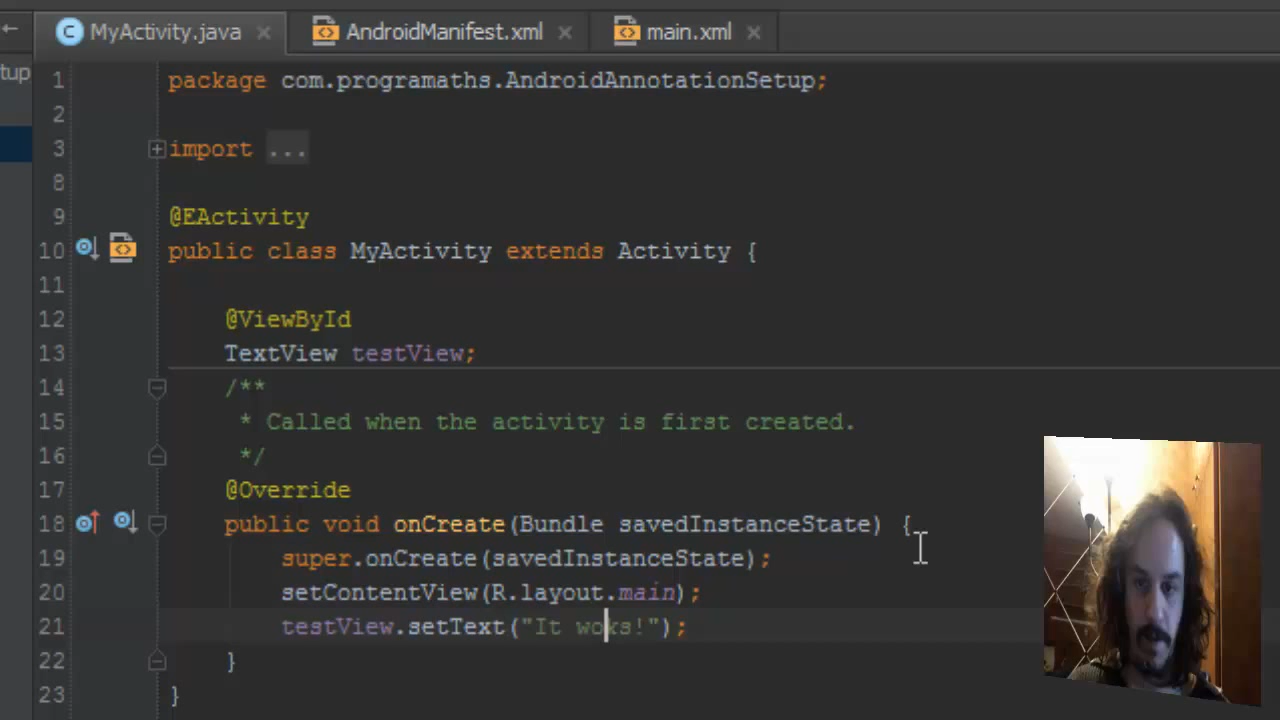 MyActivity.java
AndroidManifest.xml
main.xml
tup
1 package com.programaths.AndroidAnnotationSetup;
2
3 import ...
8
9 @EActivity
10 public class MyActivity extends Activity {
11
12 @ViewById
13 TextView testView;
14 /**
15 * Called when the activity is first created.
16 */
17 @Override
18 public void onCreate(Bundle savedInstanceState) {
19 super.onCreate(savedInstanceState);
20 setContentView(R.layout.main);
21 testView.setText("It woks!");
22 }
23 }